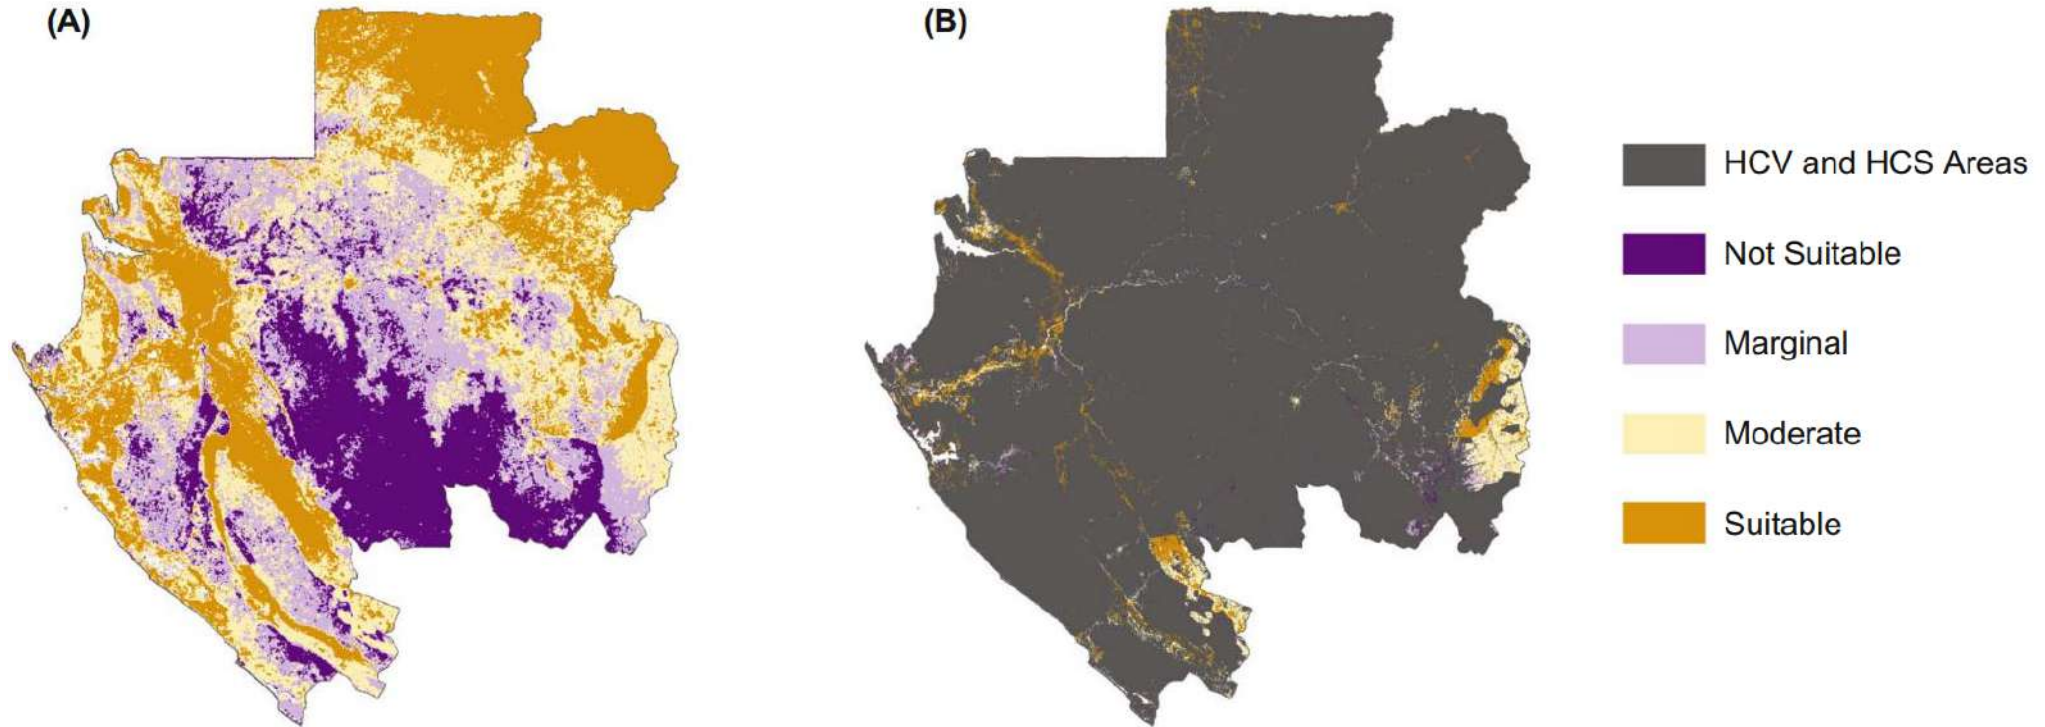 (A)
(B)
HCV and HCS Areas
Not Suitable
Marginal
Moderate
Suitable